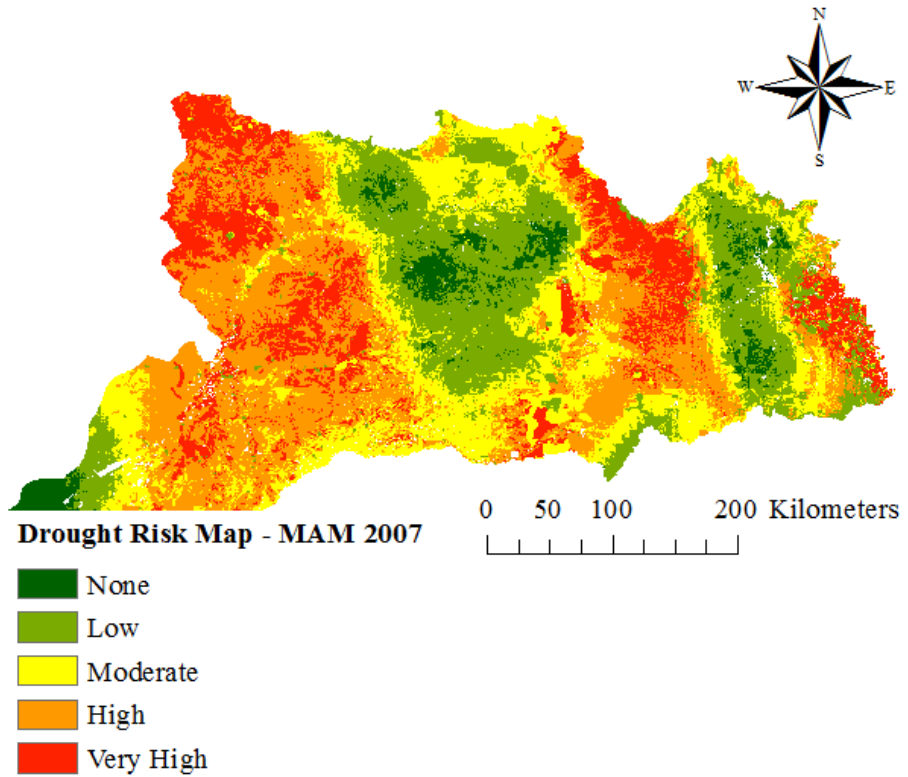 N
W E
S
0 50 100 200 Kilometers
Drought Risk Map - MAM 2007
None
Low
Moderate
High
Very High